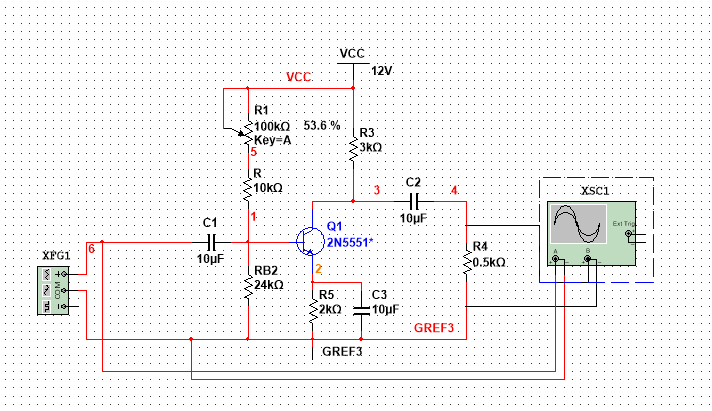 VCC
VCC
12V
R1
100kΩ
53.6 %
Key=A
5
R3
3kΩ
R
10kΩ
3
C2
4
10µF
1
C1
10µF
Q1
2N5551*
XSC1
Ext Trig
A
B
6
XFG1
COM
2
RB2
24kΩ
R4
0.5kΩ
R5
2kΩ
C3
10µF
GREF3
GREF3